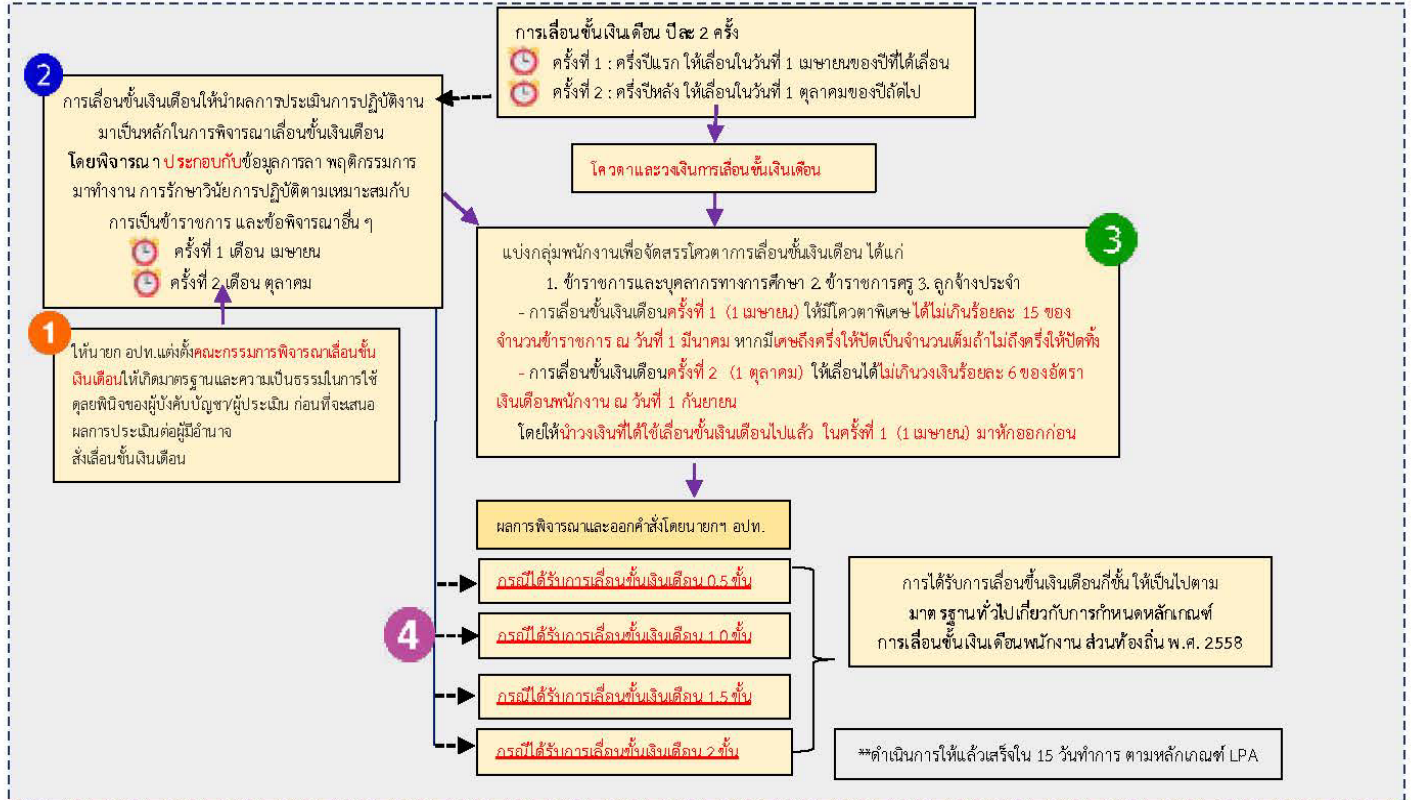 การเลื่อนขั้นเงินเดือน ปีละ 2 ครั้ง
ครั้งที่ 1 : ครึ่งปีแรก ให้เลื่อนในวันที่ 1 เมษายนของปีที่ได้เลื่อน
ครั้งที่ 2 : ครึ่งปีหลัง ให้เลื่อนในวันที่ 1 ตุลาคมของปีถัดไป
2
การเลื่อนขั้นเงินเดือนให้นำผลการประเมินการปฏิบัติงาน
มาเป็นหลักในการพิจารณาเลื่อนขั้นเงินเดือน
โดยพิจารณาประกอบกับข้อมูลการลา พฤติกรรมการ
มาทำงาน การรักษาวินัยการปฏิบัติตามเหมาะสมกับ
การเป็นข้าราชการ และข้อพิจารณาอื่น ๆ
ครั้งที่ 1 เดือน เมษายน
ครั้งที่ 2 เดือน ตุลาคม
โควตาและวงเงินการเลื่อนขั้นเงินเดือน
1
ให้นายก อปท.แต่งตั้งคณะกรรมการพิจารณาเลื่อนขั้น
เงินเดือนให้เกิดมาตรฐานและความเป็นธรรมในการใช้
ดุลยพินิจของผู้บังคับบัญชา/ผู้ประเมิน ก่อนที่จะเสนอ
ผลการประเมินต่อผู้มีอำนาจ
สั่งเลื่อนขั้นเงินเดือน
3
แบ่งกลุ่มพนักงานเพื่อจัดสรรโควตาการเลื่อนขั้นเงินเดือน ได้แก่
1. ข้าราชการและบุคลากรทางการศึกษา 2. ข้าราชการครู 3. ลูกจ้างประจำ
- การเลื่อนขั้นเงินเดือนครั้งที่ 1 (1 เมษายน) ให้มีโควตาพิเศษได้ไม่เกินร้อยละ 15 ของ
จำนวนข้าราชการ ณ วันที่ 1 มีนาคม หากมีเศษถึงครึ่งให้ปัดเป็นจำนวนเต็มถ้าไม่ถึงครึ่งให้ปัดทิ้ง
- การเลื่อนขั้นเงินเดือนครั้งที่ 2 (1 ตุลาคม) ให้เลื่อนได้ไม่เกินวงเงินร้อยละ 6 ของอัตรา
เงินเดือนพนักงาน ณ วันที่ 1 กันยายน
โดยให้นำวงเงินที่ได้ใช้เลื่อนขั้นเงินเดือนไปแล้ว ในครั้งที่ 1 (1 เมษายน) มาหักออกก่อน
ผลการพิจารณาและออกคำสั่งโดยนายกฯ อปท.
4
กรณีได้รับการเลื่อนขั้นเงินเดือน 0.5 ขั้น
กรณีได้รับการเลื่อนขั้นเงินเดือน 1.0 ขั้น
กรณีได้รับการเลื่อนขั้นเงินเดือน 1.5 ขั้น
กรณีได้รับการเลื่อนขั้นเงินเดือน 2 ขั้น
การได้รับการเลื่อนขึ้นเงินเดือนกี่ขั้น ให้เป็นไปตาม
มาตรฐานทั่วไปเกี่ยวกับการกำหนดหลักเกณฑ์
การเลื่อนขั้นเงินเดือนพนักงานส่วนท้องถิ่น พ.ศ. 2558
**ดำเนินการให้แล้วเสร็จใน 15 วันทำการ ตามหลักเกณฑ์ LPA